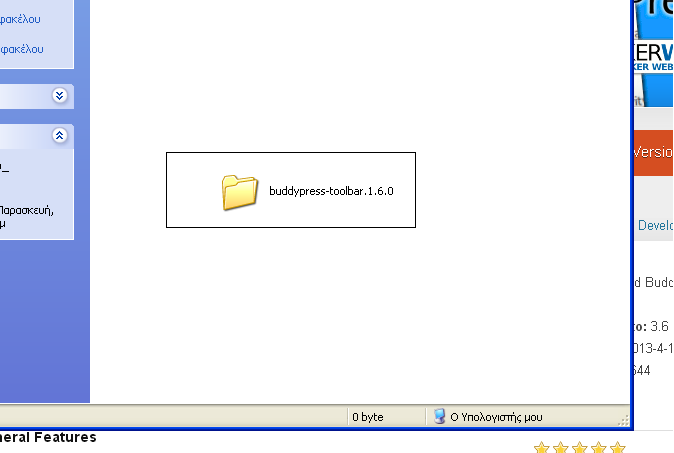 φακέλου
φακέλου
Παρασκευή,
buddypress-toolbar.1.6.0
0 byte
Ο Υπολογιστής μου
Versio
Develo
d Budd
to: 3.6
013-4-1
644
neral Features